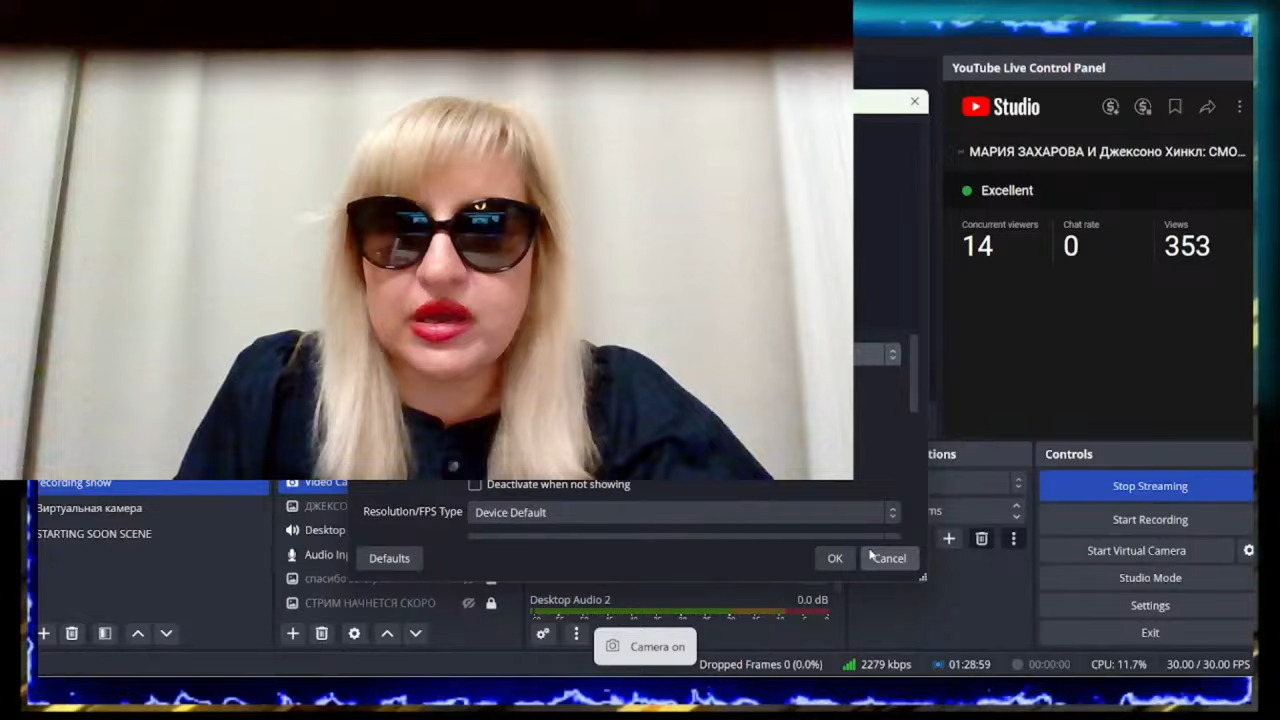 YouTube Live Control Panel
Studio
МАРИЯ ЗАХАРОВА И Джексоно Хинкл: СМО...
Excellent
Concurrent viewers
Chat rate
Views
14
0
353
Controls
Stop Streaming
Start Recording
Start Virtual Camera
Studio Mode
Settings
Exit
Виртуальная камера
STARTING SOON SCENE
Video Ca
ДЖЕКСО
Desktop
Audio In
СТРИМ НАЧНЕТСЯ СКОРО
Deactivate when not showing
Resolution/FPS Type
Device Default
Defaults
OK
Cancel
Desktop Audio 2
0.0 dB
Camera on
Dropped Frames 0 (0.0%)
2279 kbps
01:28:59
00:00:00
CPU: 11.7%
30.00 / 30.00 FPS